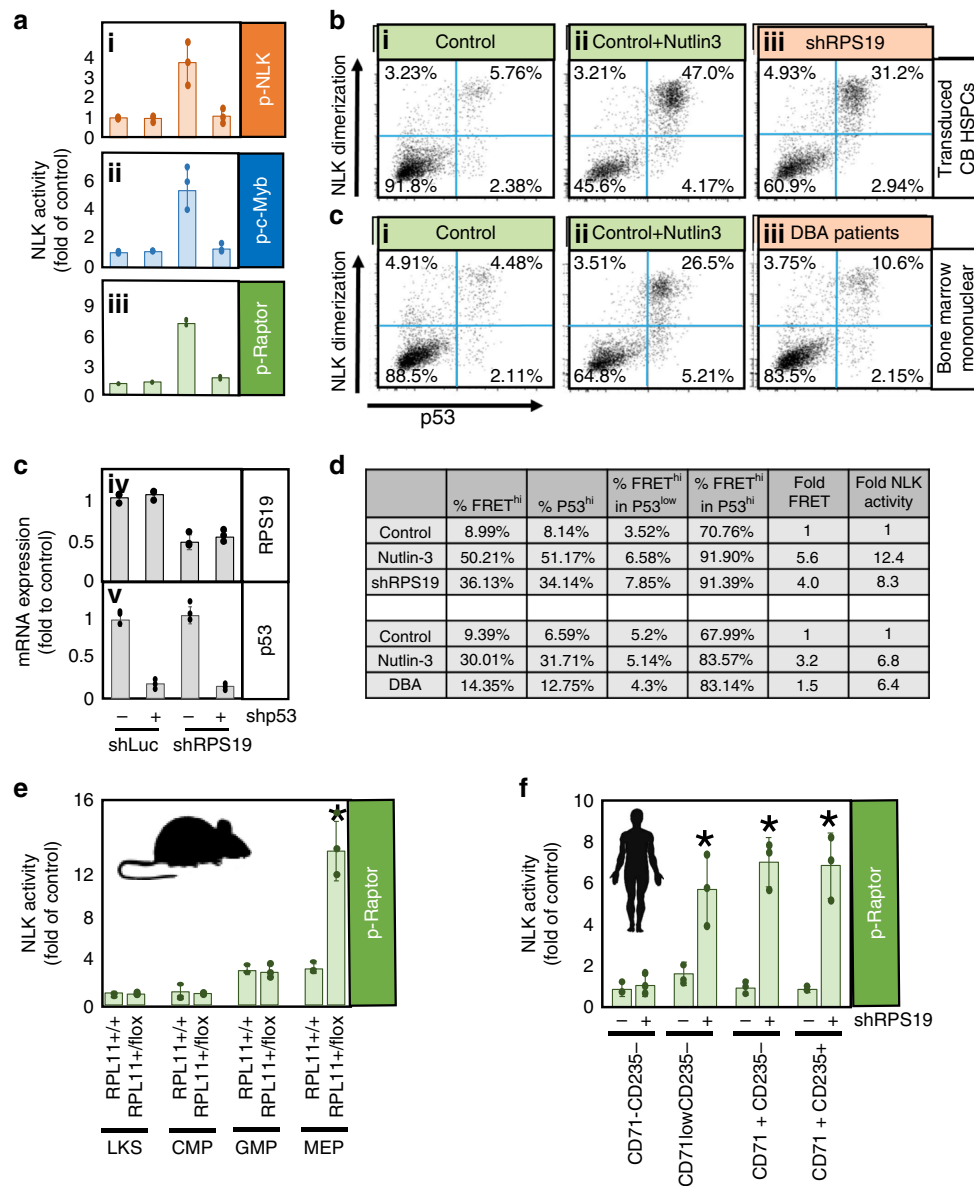 a
NLK activity
(fold of control)
i
4
3
2
1
0
p-NLK
ii
6
4
2
0
p-c-Myb
iii
9
6
3
0
p-Raptor
b
NLK dimerization
i
Control
3.23% 5.76%
91.8% 2.38%
ii
Control+Nutlin3
3.21% 47.0%
45.6% 4.17%
iii
shRPS19
4.93% 31.2%
60.9% 2.94%
Transduced
CB HSPCs
c
NLK dimerization
i
Control
4.91% 4.48%
88.5% 2.11%
ii
Control+Nutlin3
3.51% 26.5%
64.8% 5.21%
iii
DBA patients
3.75% 10.6%
83.5% 2.15%
Bone marrow
mononuclear
p53
c
mRNA expression
(fold to control)
iv
1
0.5
0
RPS19
v
1
0.5
0
p53
– + – + shp53
shLuc shRPS19
d
% FREThi % P53hi % FREThi in P53low % FREThi in P53hi Fold FRET Fold NLK activity
Control 8.99% 8.14% 3.52% 70.76% 1 1
Nutlin-3 50.21% 51.17% 6.58% 91.90% 5.6 12.4
shRPS19 36.13% 34.14% 7.85% 91.39% 4.0 8.3
Control 9.39% 6.59% 5.2% 67.99% 1 1
Nutlin-3 30.01% 31.71% 5.14% 83.57% 3.2 6.8
DBA 14.35% 12.75% 4.3% 83.14% 1.5 6.4
e
NLK activity
(fold of control)
16
12
8
4
0
*
p-Raptor
RPL11+/+
RPL11+/flox
RPL11+/+
RPL11+/flox
RPL11+/+
RPL11+/flox
RPL11+/+
RPL11+/flox
LKS CMP GMP MEP
f
NLK activity
(fold of control)
10
8
6
4
2
0
* * *
p-Raptor
– + – + – + – + shRPS19
CD71-CD235–
CD71lowCD235–
CD71 + CD235–
CD71 + CD235+